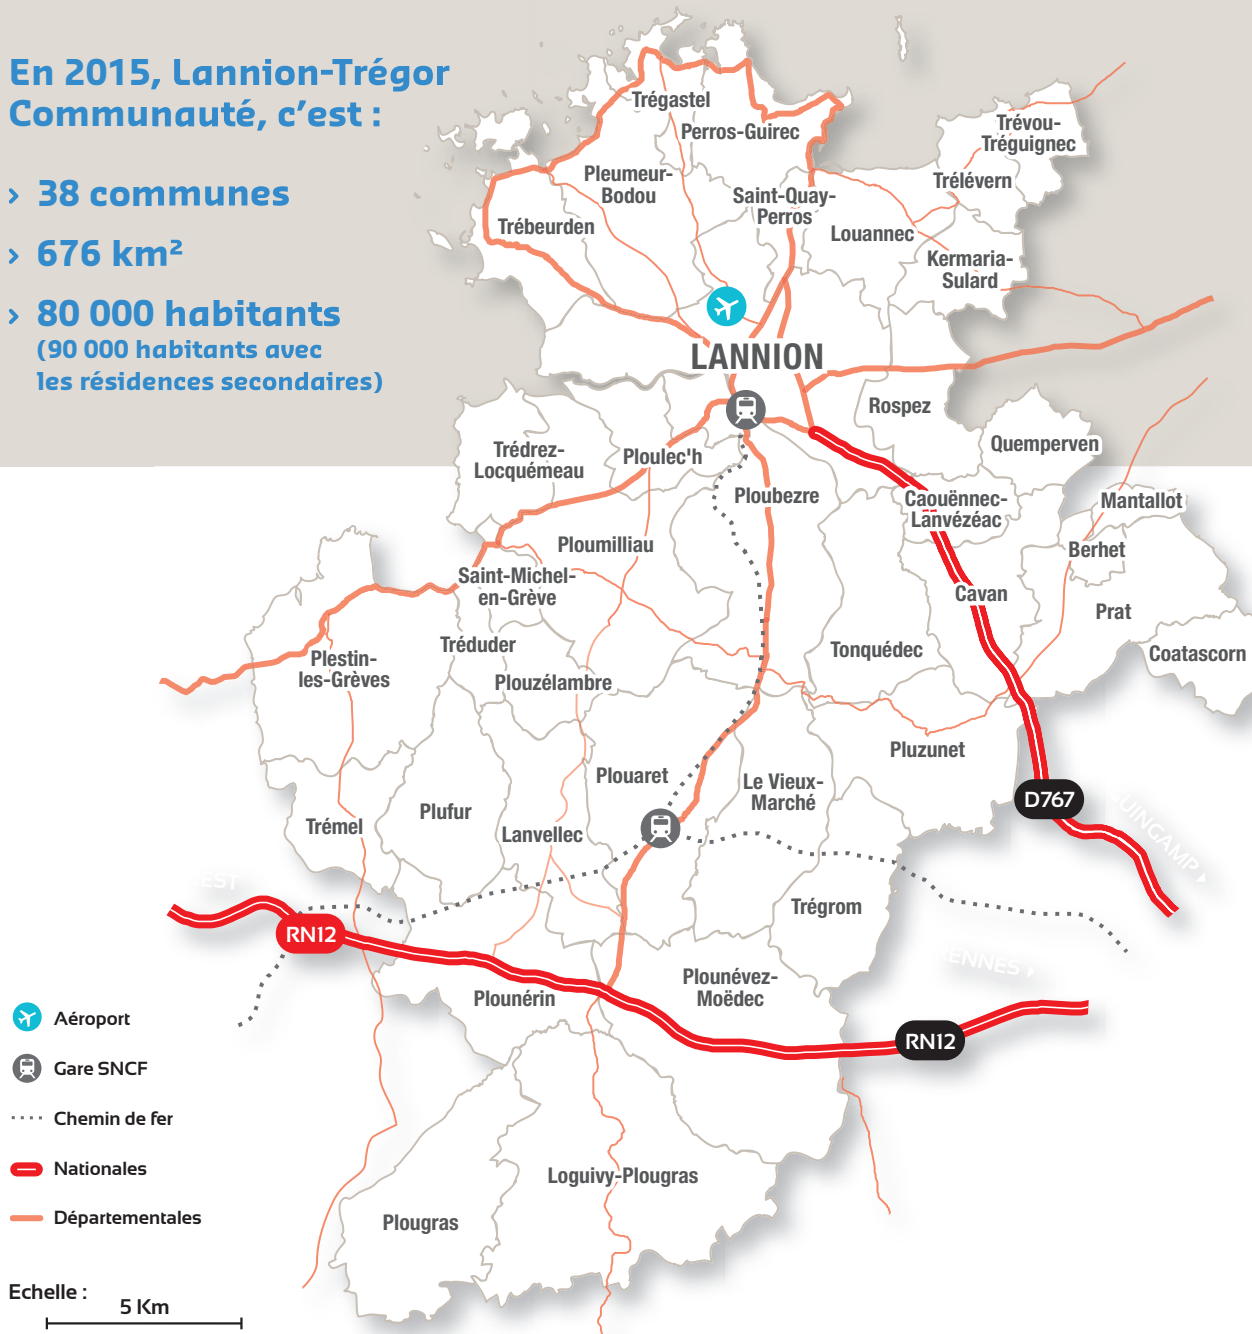 En 2015, Lannion-Trégor
Communauté, c'est :
› 38 communes
› 676 km²
› 80 000 habitants
(90 000 habitants avec
les résidences secondaires)
Trégastel
Perros-Guirec
Trévou-
Tréguignec
Pleumeur-
Bodou
Trélévern
Saint-Quay-
Perros
Trébeurden
Louannec
Kermaria-
Sulard
LANNION
Rospez
Quemperven
Trédrez-
Locquémeau
Ploulec'h
Ploubezre
Caouënnec-
Lanvézéac
Mantallot
Ploumilliau
Berhet
Saint-Michel-
en-Grève
Cavan
Prat
Tréduder
Tonquédec
Coatascorn
Plestin-
les-Grèves
Plouzélambre
Pluzunet
Plouaret
Le Vieux-
Marché
D767
GUINGAMP
Plufur
Trémel
Lanvellec
Trégrom
RN12
Plounévez-
Moëdec
Plounérin
RN12
Loguivy-Plougras
Plougras
Aéroport
Gare SNCF
Chemin de fer
Nationales
Départementales
Echelle :
5 Km